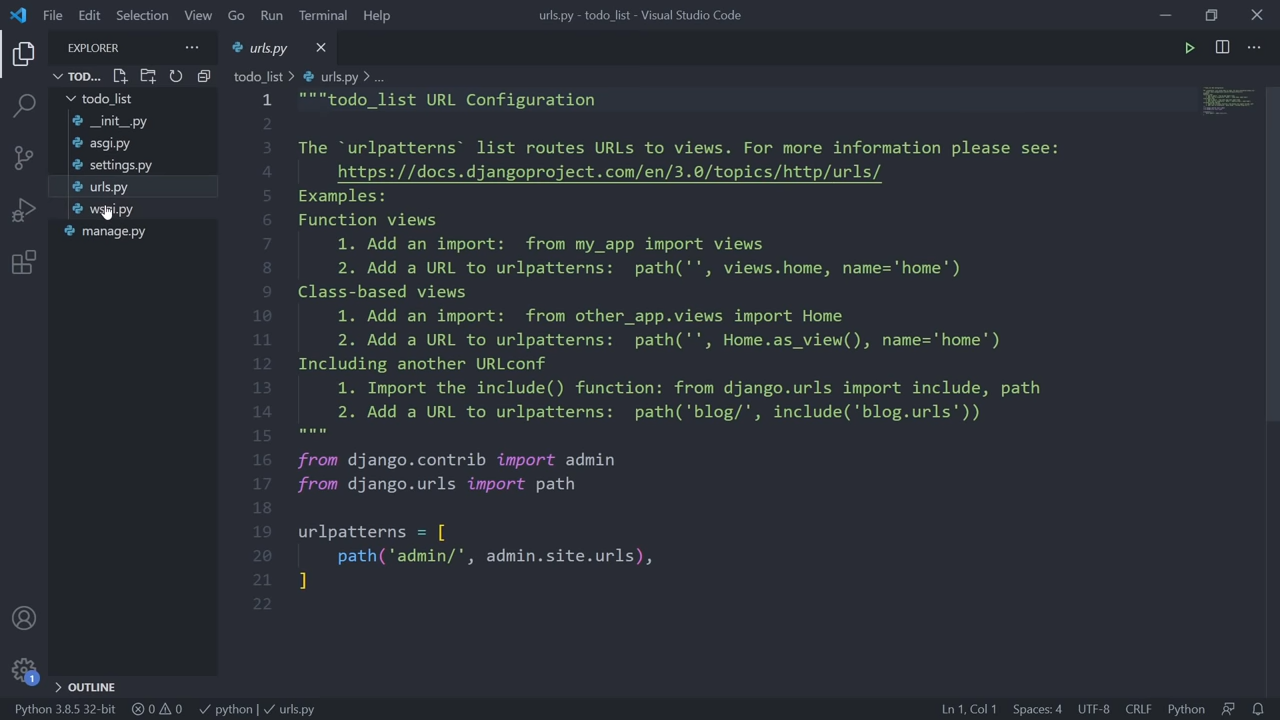 File Edit Selection View Go Run Terminal Help
urls.py - todo_list - Visual Studio Code
EXPLORER
urls.py
TOD...
todo_list
__init__.py
asgi.py
settings.py
urls.py
wsgi.py
manage.py
OUTLINE
todo_list > urls.py > ...
1 """todo_list URL Configuration
2
3 The `urlpatterns` list routes URLs to views. For more information please see:
4     https://docs.djangoproject.com/en/3.0/topics/http/urls/
5 Examples:
6 Function views
7     1. Add an import:  from my_app import views
8     2. Add a URL to urlpatterns:  path('', views.home, name='home')
9 Class-based views
10     1. Add an import:  from other_app.views import Home
11     2. Add a URL to urlpatterns:  path('', Home.as_view(), name='home')
12 Including another URLconf
13     1. Import the include() function: from django.urls import include, path
14     2. Add a URL to urlpatterns:  path('blog/', include('blog.urls'))
15 """
16 from django.contrib import admin
17 from django.urls import path
18
19 urlpatterns = [
20     path('admin/', admin.site.urls),
21 ]
22
1
Python 3.8.5 32-bit 0 0 python | urls.py
Ln 1, Col 1 Spaces: 4 UTF-8 CRLF Python